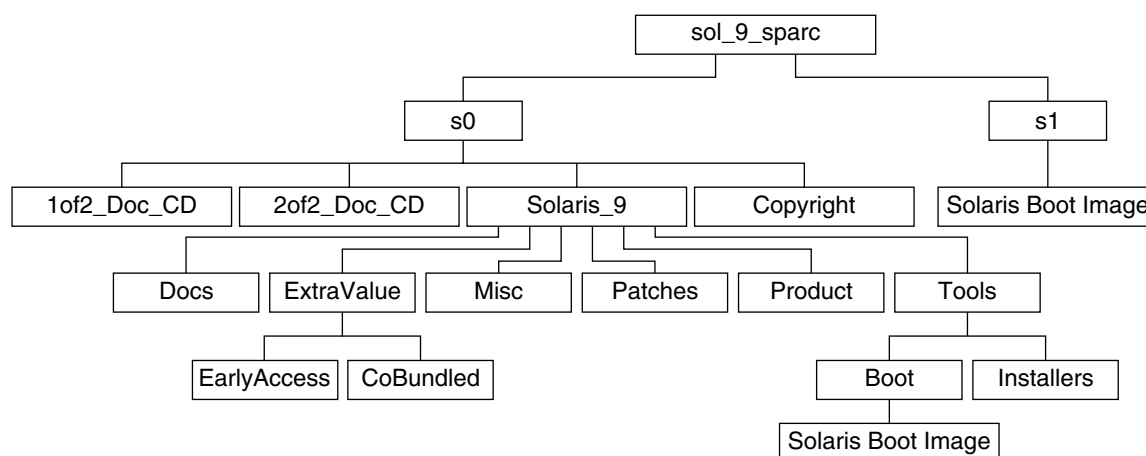 sol_9_sparc
s0
s1
1of2_Doc_CD
2of2_Doc_CD
Solaris_9
Copyright
Solaris Boot Image
Docs
ExtraValue
Misc
Patches
Product
Tools
EarlyAccess
CoBundled
Boot
Installers
Solaris Boot Image